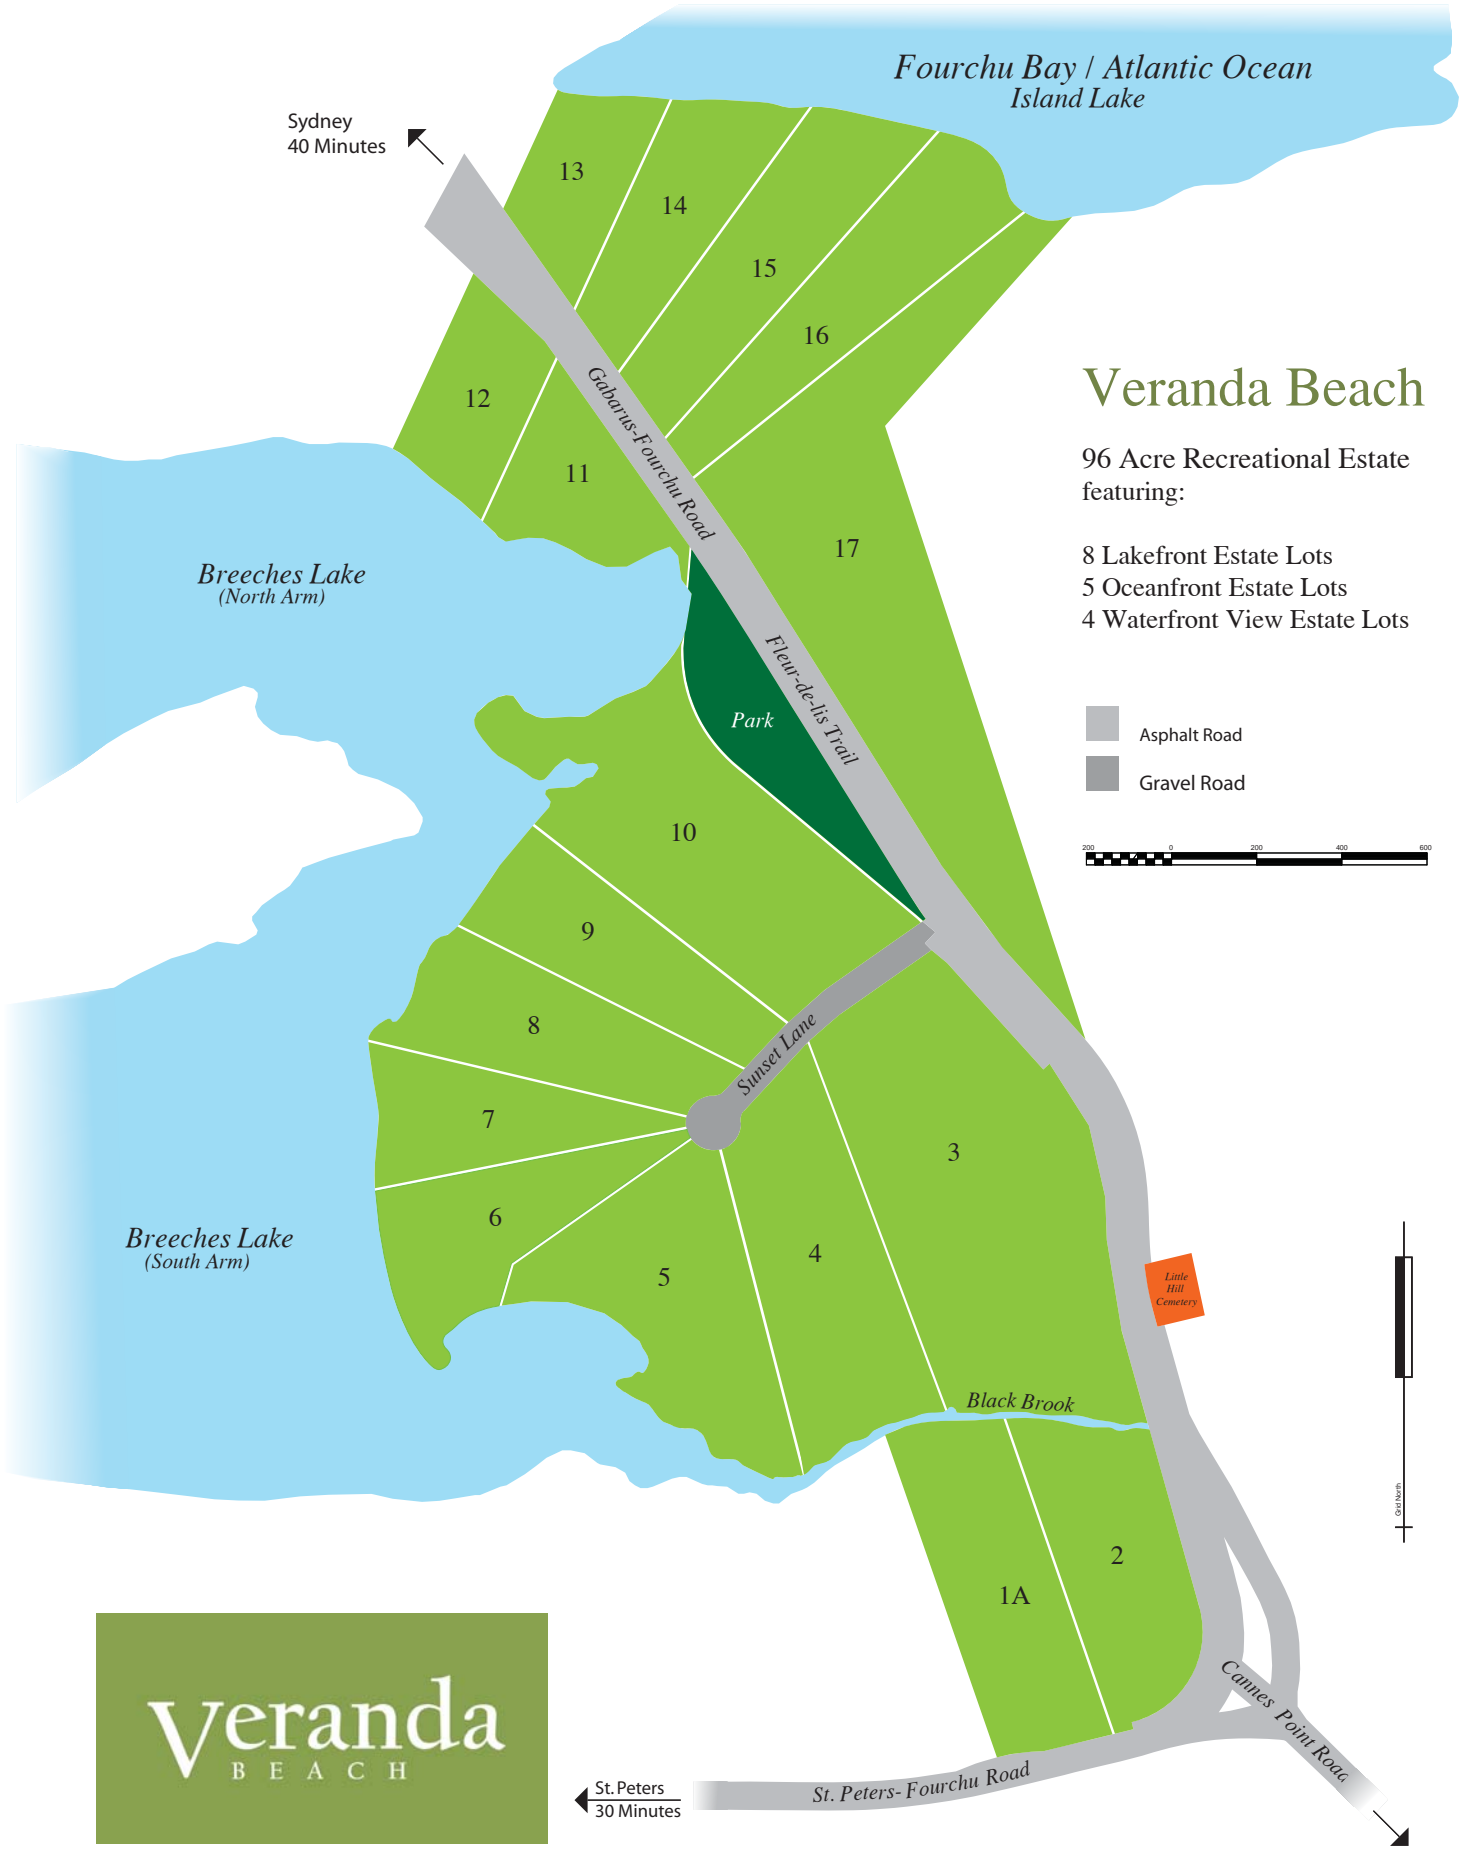 Fourchu Bay / Atlantic Ocean
Island Lake
Sydney
40 Minutes
13
14
15
16
12
11
17
Gabarus-Fourchu Road
Veranda Beach
96 Acre Recreational Estate
featuring:
8 Lakefront Estate Lots
5 Oceanfront Estate Lots
4 Waterfront View Estate Lots
Breeches Lake
(North Arm)
Fleur-de-lis Trail
Park
Asphalt Road
Gravel Road
10
200 0 200 400 600
9
8
Sunset Lane
7
3
6
Breeches Lake
(South Arm)
4
5
Little
Hill
Cemetery
Black Brook
Grid North
2
1A
Cannes Point Road
Veranda
BEACH
St. Peters
30 Minutes
St. Peters- Fourchu Road